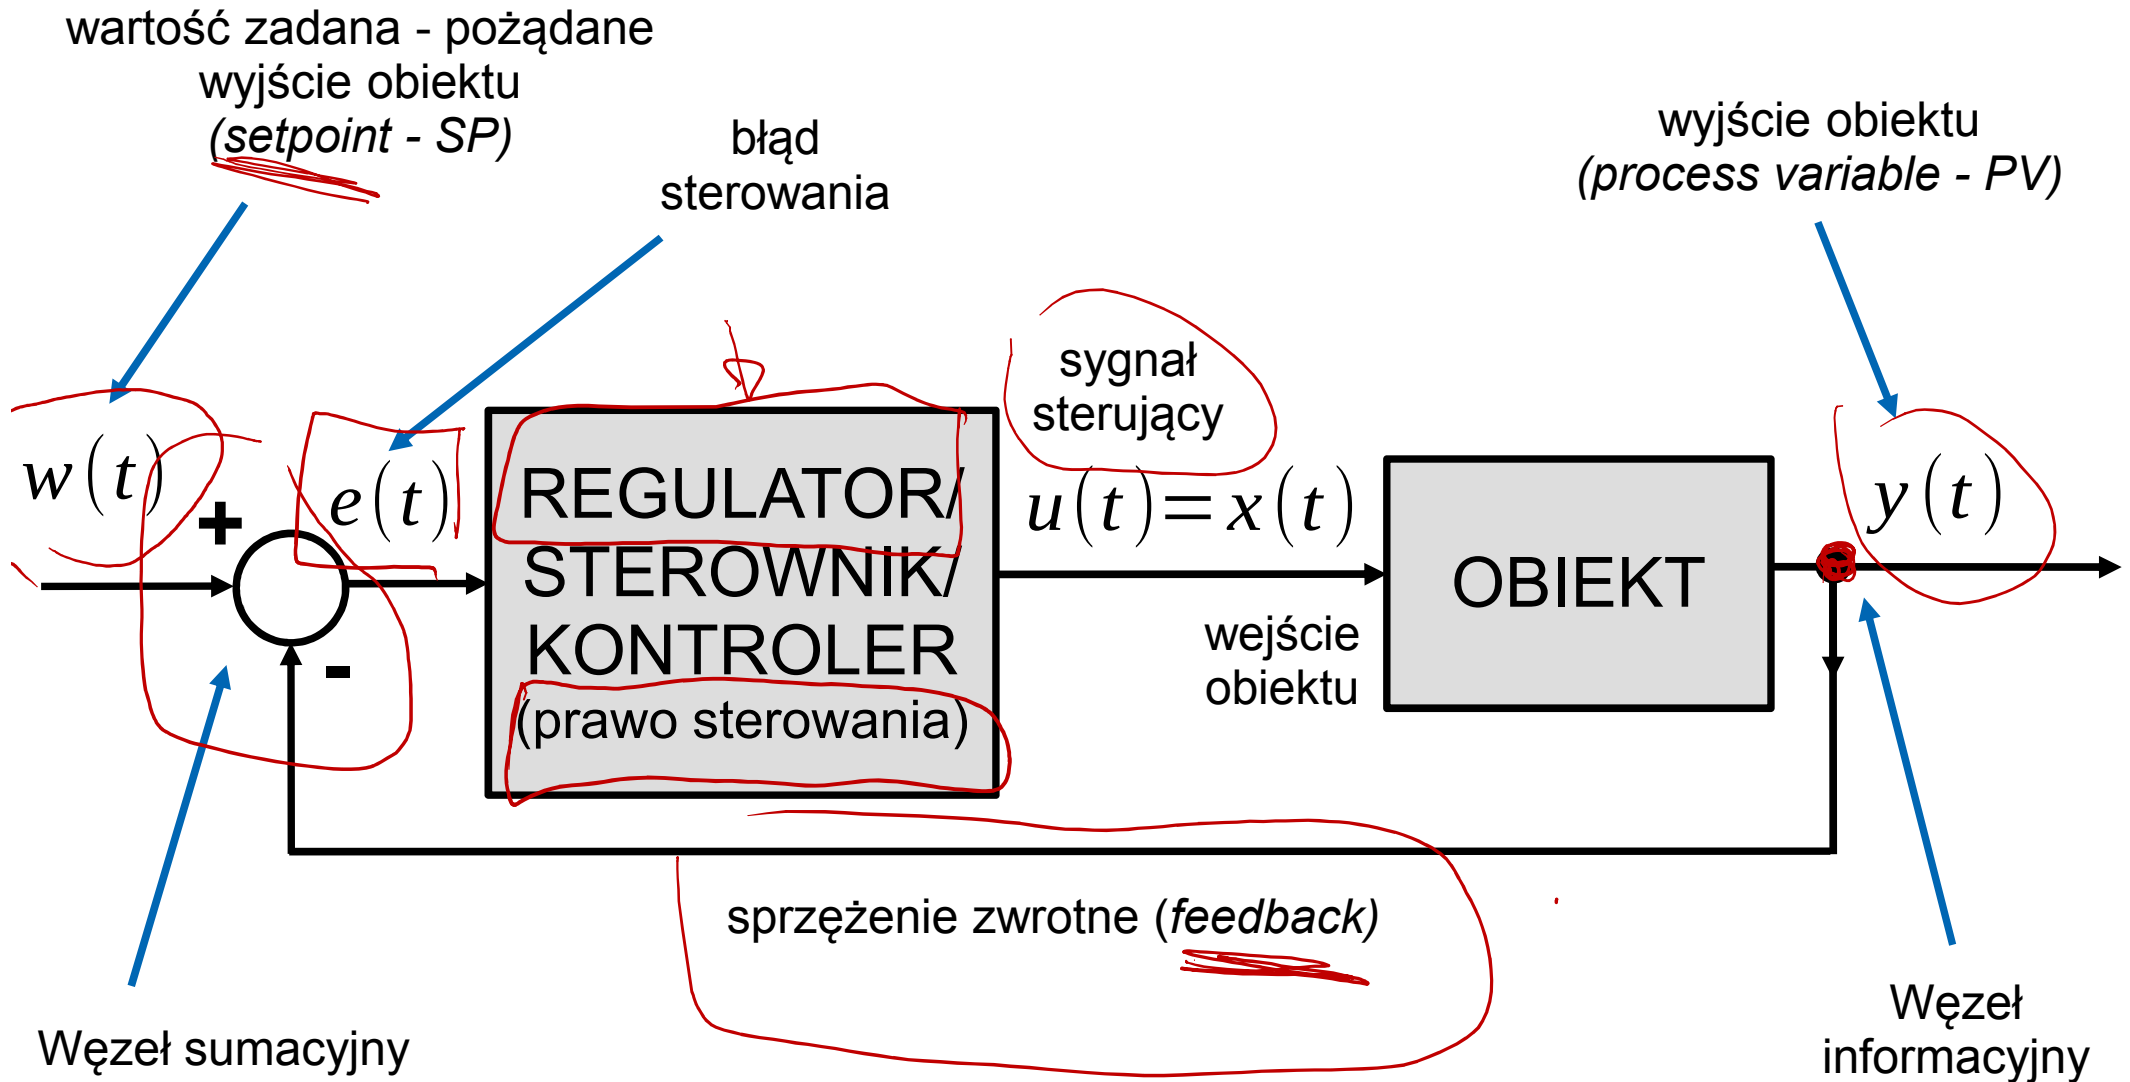 wartość zadana - pożądane
wyjście obiektu
(setpoint - SP)
błąd
sterowania
wyjście obiektu
(process variable - PV)
sygnał
sterujący
w(t)
+
e(t)
REGULATOR/
STEROWNIK/
KONTROLER
(prawo sterowania)
u(t)=x(t)
OBIEKT
y(t)
-
wejście
obiektu
sprzężenie zwrotne (feedback)
Węzeł sumacyjny
Węzeł
informacyjny